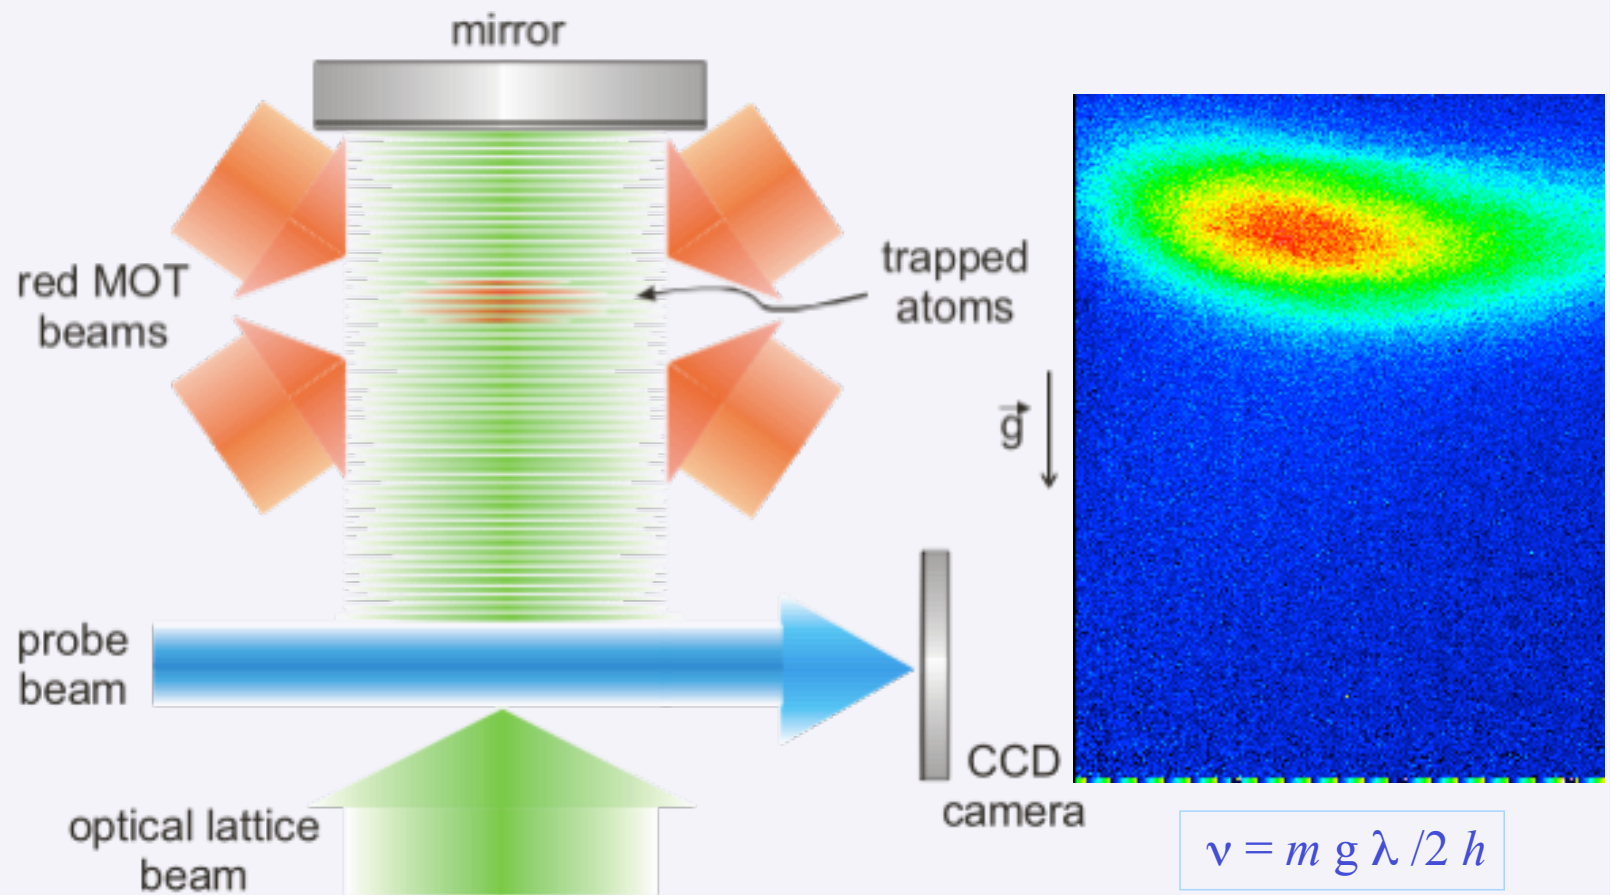 mirror
red MOT
beams
trapped
atoms
g
probe
beam
CCD
camera
optical lattice
beam
ν = m g λ /2 h